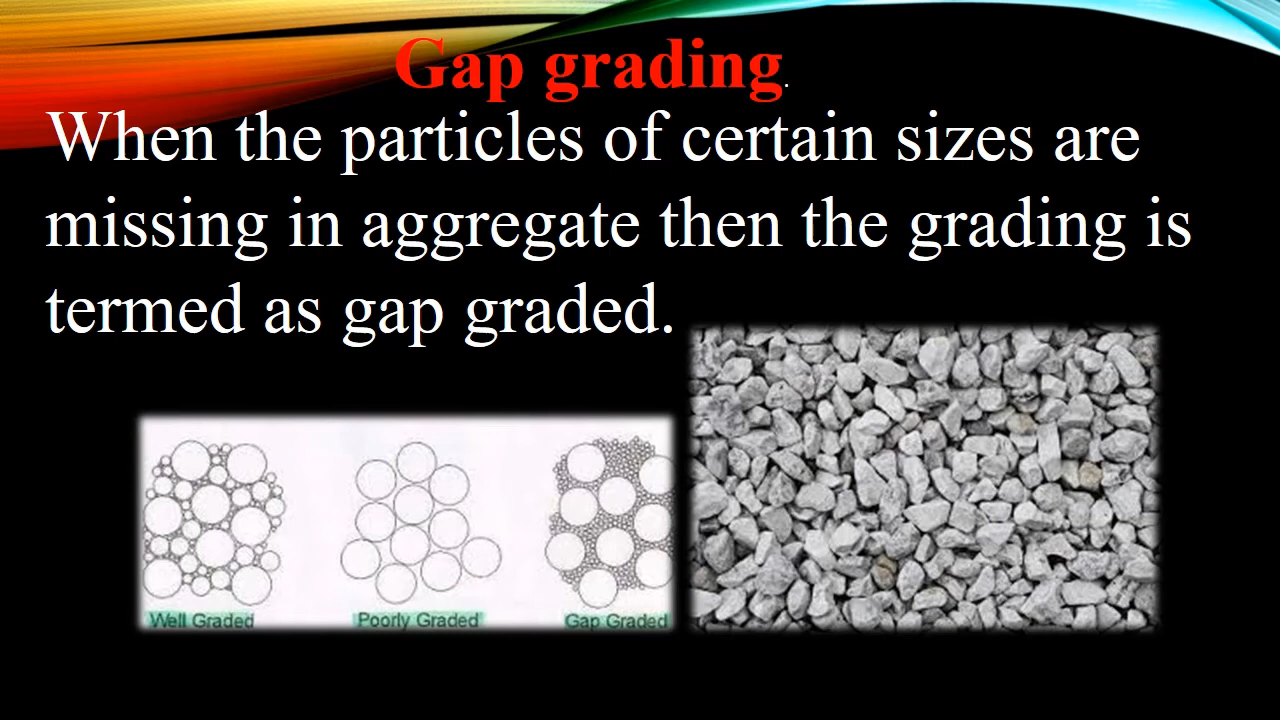 Gap grading.
When the particles of certain sizes are
missing in aggregate then the grading is
termed as gap graded.
Well Graded
Poorly Graded
Gap Graded